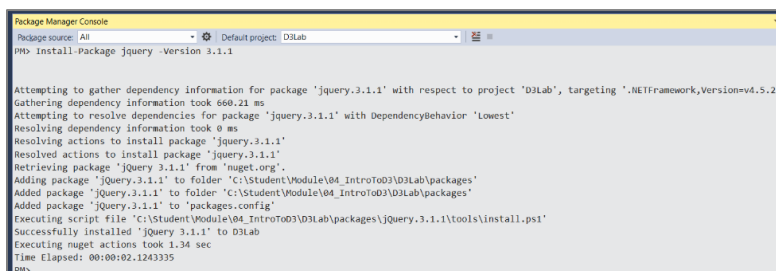 Package Manager Console
Package source: All Default project: D3Lab
PM> Install-Package jquery -Version 3.1.1
Attempting to gather dependency information for package 'jquery.3.1.1' with respect to project 'D3Lab', targeting '.NETFramework,Version=v4.5.2
Gathering dependency information took 660.21 ms
Attempting to resolve dependencies for package 'jquery.3.1.1' with DependencyBehavior 'Lowest'
Resolving dependency information took 0 ms
Resolving actions to install package 'jquery.3.1.1'
Resolved actions to install package 'jquery.3.1.1'
Retrieving package 'jQuery 3.1.1' from 'nuget.org'.
Adding package 'jQuery.3.1.1' to folder 'C:\Student\Module\04_IntroToD3\D3Lab\packages'
Added package 'jQuery.3.1.1' to folder 'C:\Student\Module\04_IntroToD3\D3Lab\packages'
Added package 'jQuery.3.1.1' to 'packages.config'
Executing script file 'C:\Student\Module\04_IntroToD3\D3Lab\packages\jQuery.3.1.1\tools\install.ps1'
Successfully installed 'jQuery 3.1.1' to D3Lab
Executing nuget actions took 1.34 sec
Time Elapsed: 00:00:02.1243335
PM>